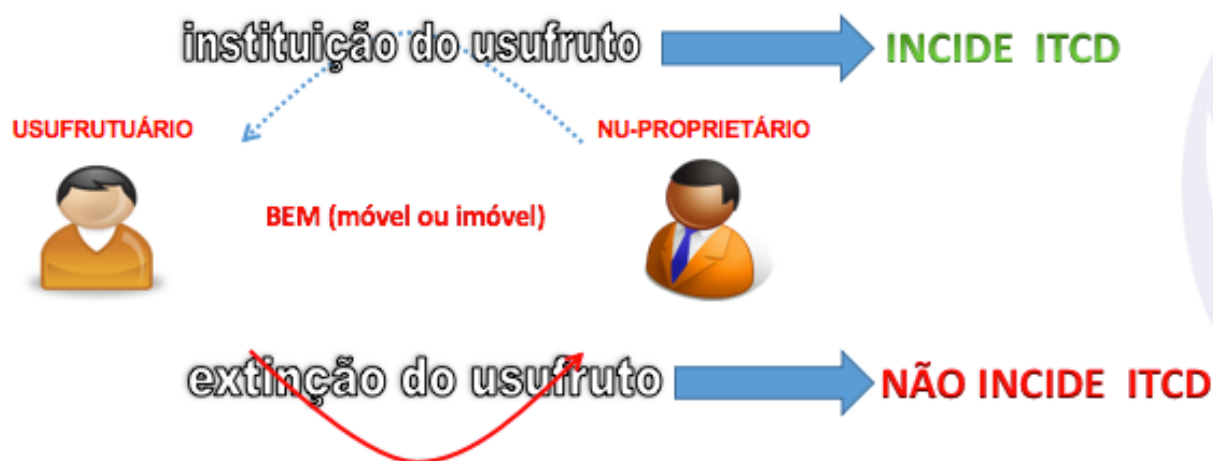 instituição do usufruto
INCIDE ITCD
USUFRUTUÁRIO
NU-PROPRIETÁRIO
BEM (móvel ou imóvel)
extinção do usufruto
NÃO INCIDE ITCD